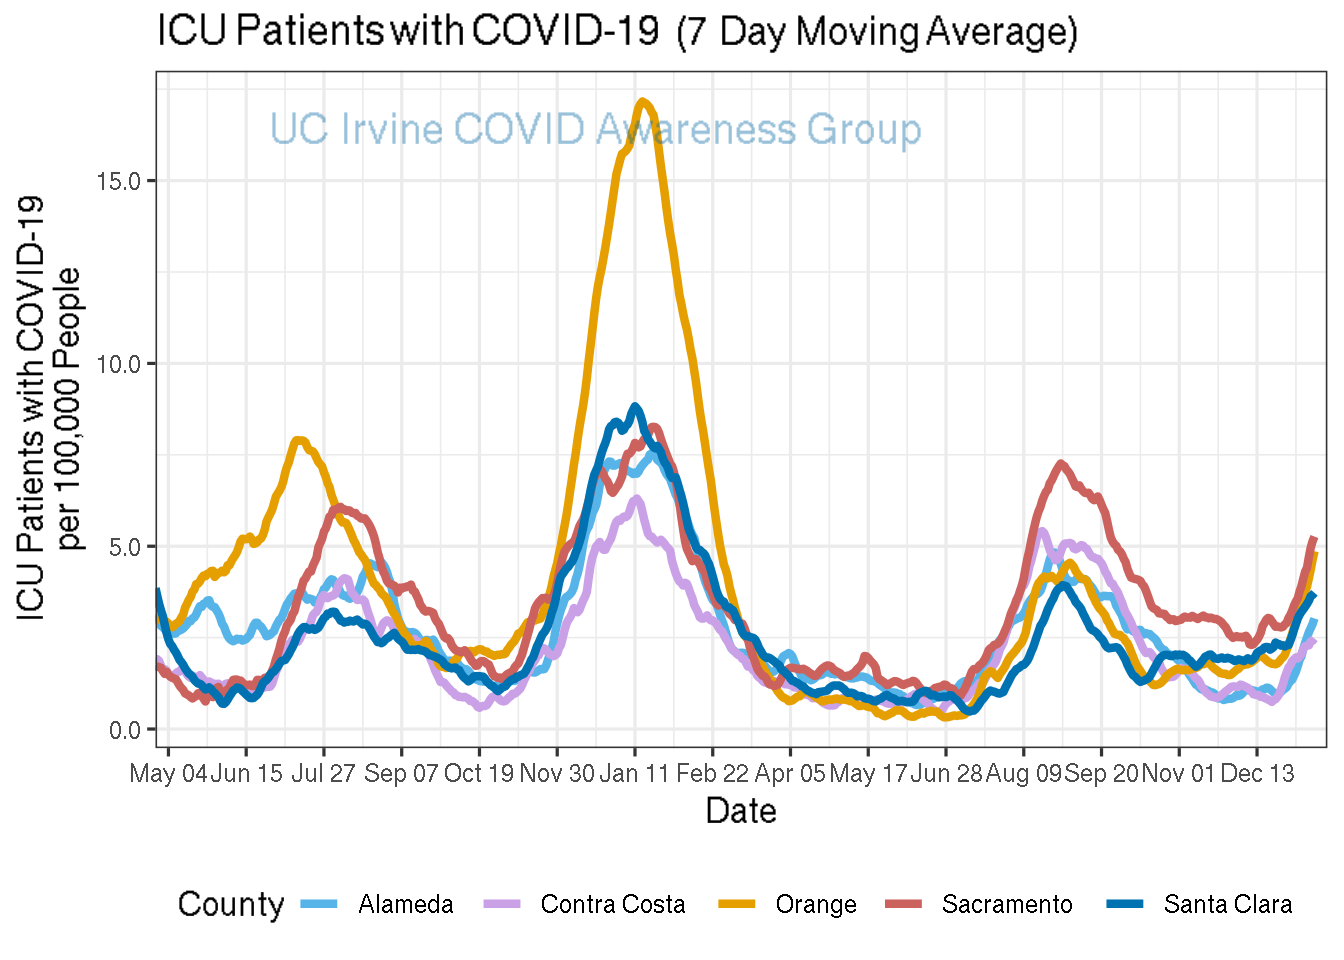 ICU Patients with COVID-19 (7 Day Moving Average)
UC Irvine COVID Awareness Group
ICU Patients with COVID-19
per 100,000 People
15.0
10.0
5.0
0.0
May 04 Jun 15 Jul 27 Sep 07 Oct 19 Nov 30 Jan 11 Feb 22 Apr 05 May 17 Jun 28 Aug 09 Sep 20 Nov 01 Dec 13
Date
County Alameda Contra Costa Orange Sacramento Santa Clara